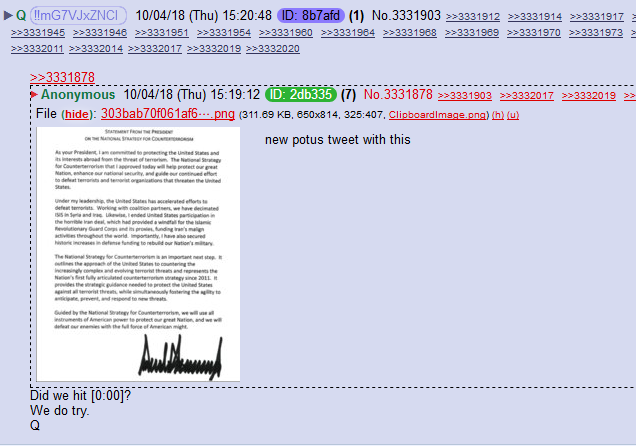 Q !!mG7VJxZNCI 10/04/18 (Thu) 15:20:48 ID: 8b7afd (1) No.3331903 >>3331912 >>3331914 >>3331917
>>3331945 >>3331946 >>3331951 >>3331954 >>3331960 >>3331964 >>3331968 >>3331969 >>3331970 >>3331973
>>3332011 >>3332014 >>3332017 >>3332019 >>3332020
>>3331878
Anonymous 10/04/18 (Thu) 15:19:12 ID: 2db335 (7) No.3331878 >>3331903 >>3332017 >>3332019
File (hide): 303bab70f061af6⋯.png (311.69 KB, 650x814, 325:407, ClipboardImage.png) (h) (u)
new potus tweet with this
STATEMENT FROM THE PRESIDENT
ON THE NATIONAL STRATEGY FOR COUNTERTERRORISM
As your President, I am committed to protecting the United States and
its interests abroad from the threat of terrorism. The National Strategy
for Counterterrorism that I approved today will help protect our great
Nation, enhance our national security, and guide our continued effort
to defeat terrorists and terrorist organizations that threaten the United
States.
Under my leadership, the United States has accelerated efforts to
defeat terrorists. Working with coalition partners, we have decimated
ISIS in Syria and Iraq. Likewise, I ended United States participation in
the horrible Iran deal, which had provided a windfall for the Islamic
Revolutionary Guard Corps and its proxies, funding Iran's malign
activities throughout the world. Importantly, I have also secured
historic increases in defense funding to rebuild our Nation's military.
The National Strategy for Counterterrorism is an important next step. It
outlines the approach of the United States to countering the
increasingly complex and evolving terrorist threats and represents the
Nation's first fully articulated counterterrorism strategy since 2011. It
provides the strategic guidance needed to protect the United States
against all terrorist threats, while simultaneously fostering the agility to
anticipate, prevent, and respond to new threats.
Guided by the National Strategy for Counterterrorism, we will use all
instruments of American power to protect our great Nation, and we will
defeat our enemies with the full force of American might.
Did we hit [0:00]?
We do try.
Q